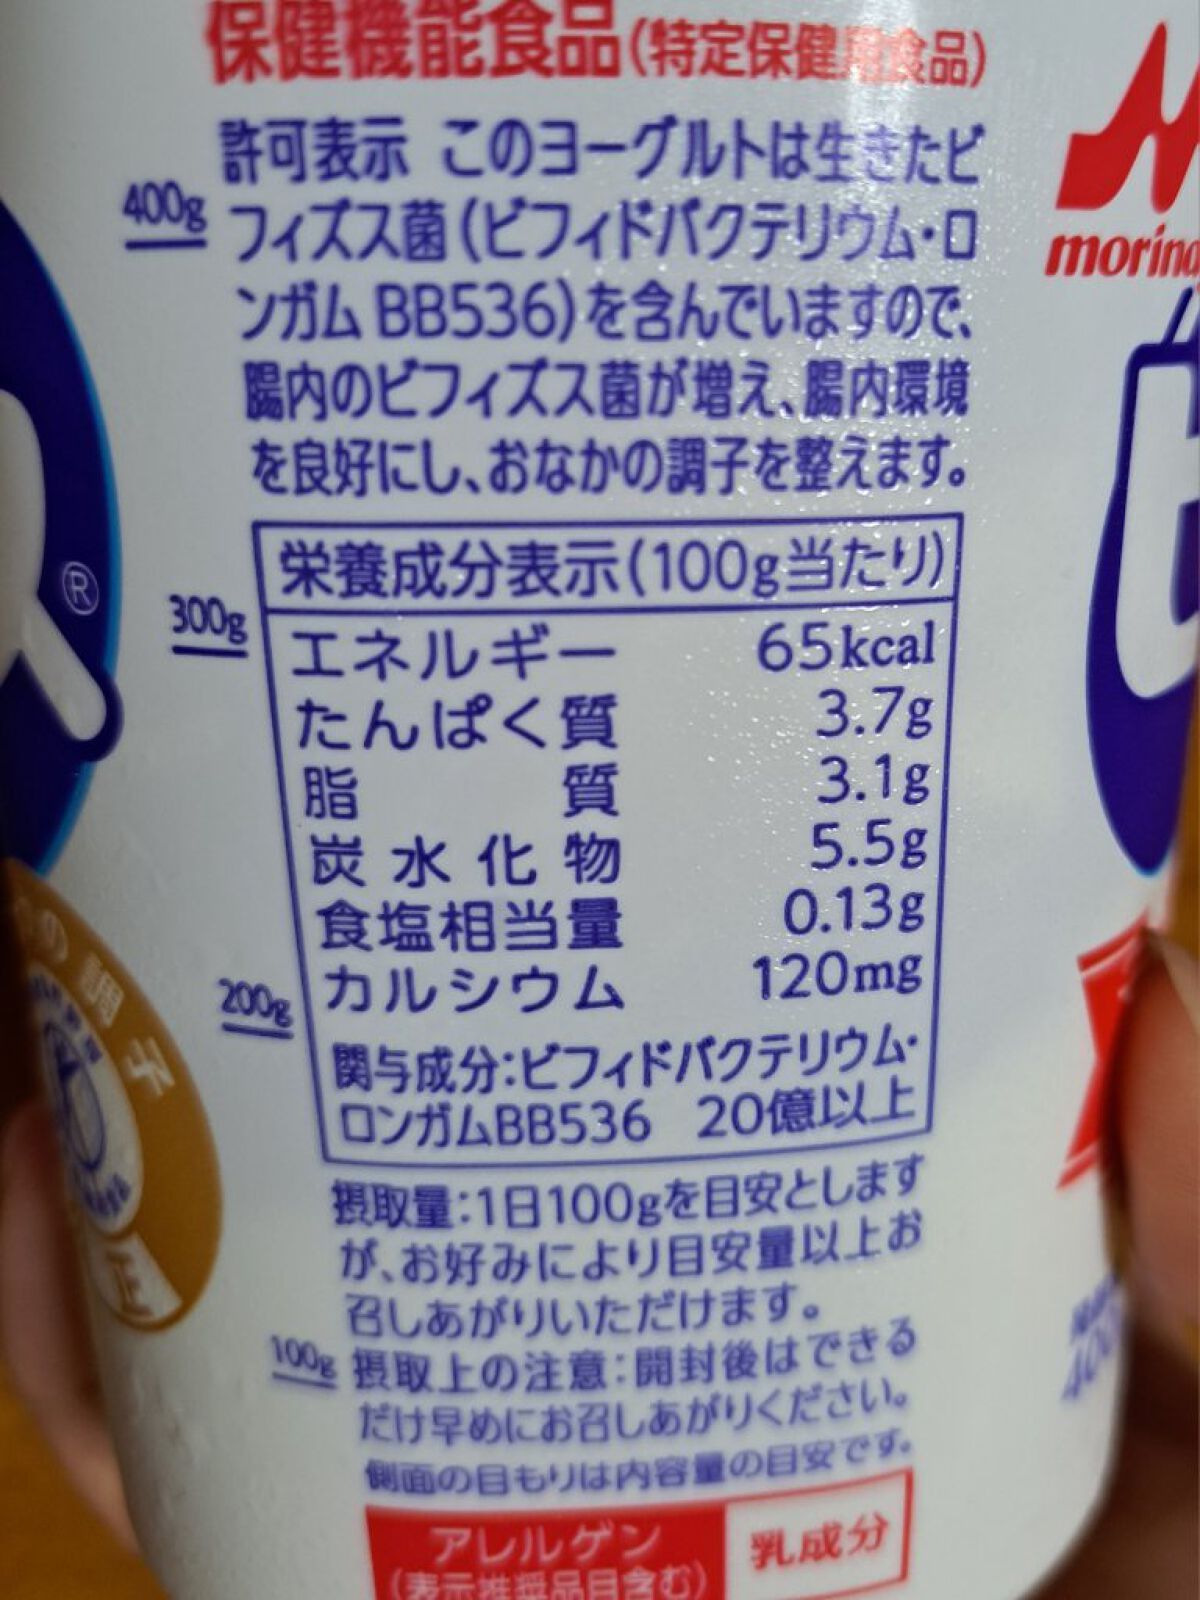 保健機能食品(特定保健用食品)
許可表示 このヨーグルトは生きたビ
フィズス菌(ビフィドバクテリウム・ロ
ンガム BB536)を含んでいますので、
腸内のビフィズス菌が増え、腸内環境
を良好にし、おなかの調子を整えます。
400g
300g
200g
100g
栄養成分表示(100g当たり)
エネルギー 65kcal
たんぱく質 3.7g
脂質 3.1g
炭水化物 5.5g
食塩相当量 0.13g
カルシウム 120mg
関与成分:ビフィドバクテリウム・
ロンガムBB536 20億以上
摂取量:1日100gを目安とします
が、お好みにより目安量以上お
召しあがりいただけます。
摂取上の注意:開封後はできる
だけ早めにお召しあがりください。
側面の目もりは内容量の目安です。
アレルゲン
(表示推奨品目含む)
乳成分
®
の調子
正
morina